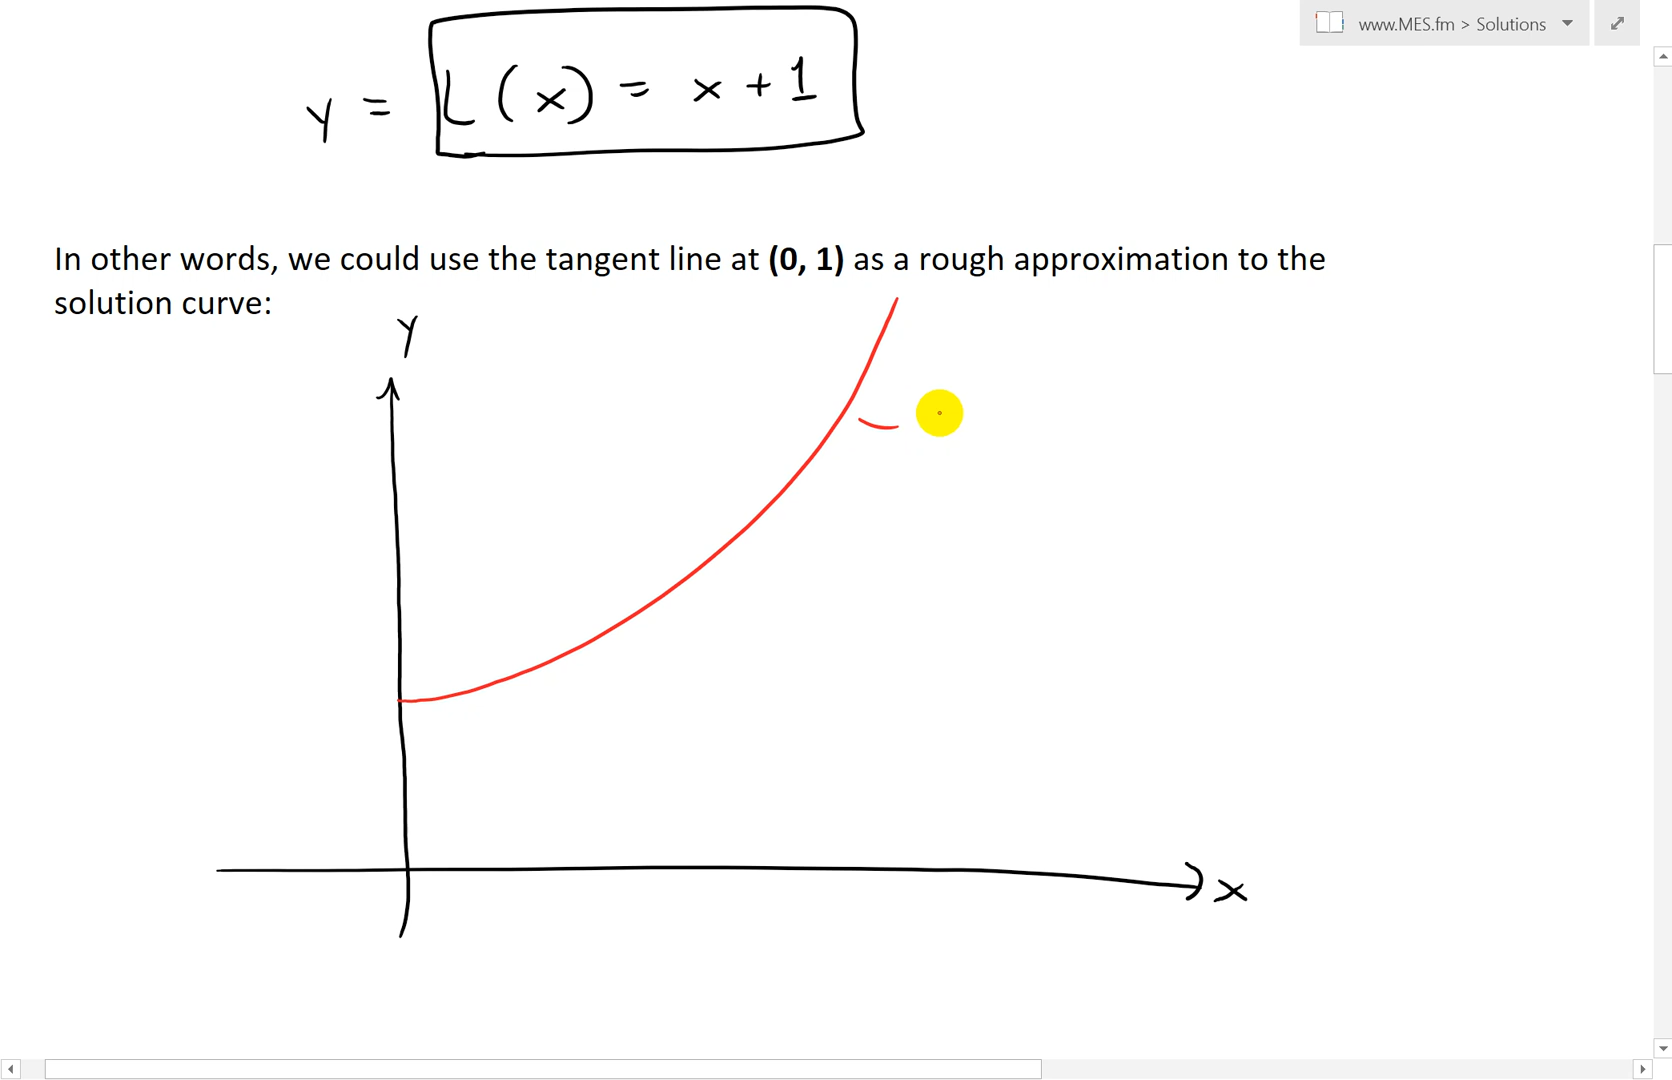 www.MES.fm > Solutions
y = L(x) = x + 1
In other words, we could use the tangent line at (0, 1) as a rough approximation to the
solution curve:
y
x